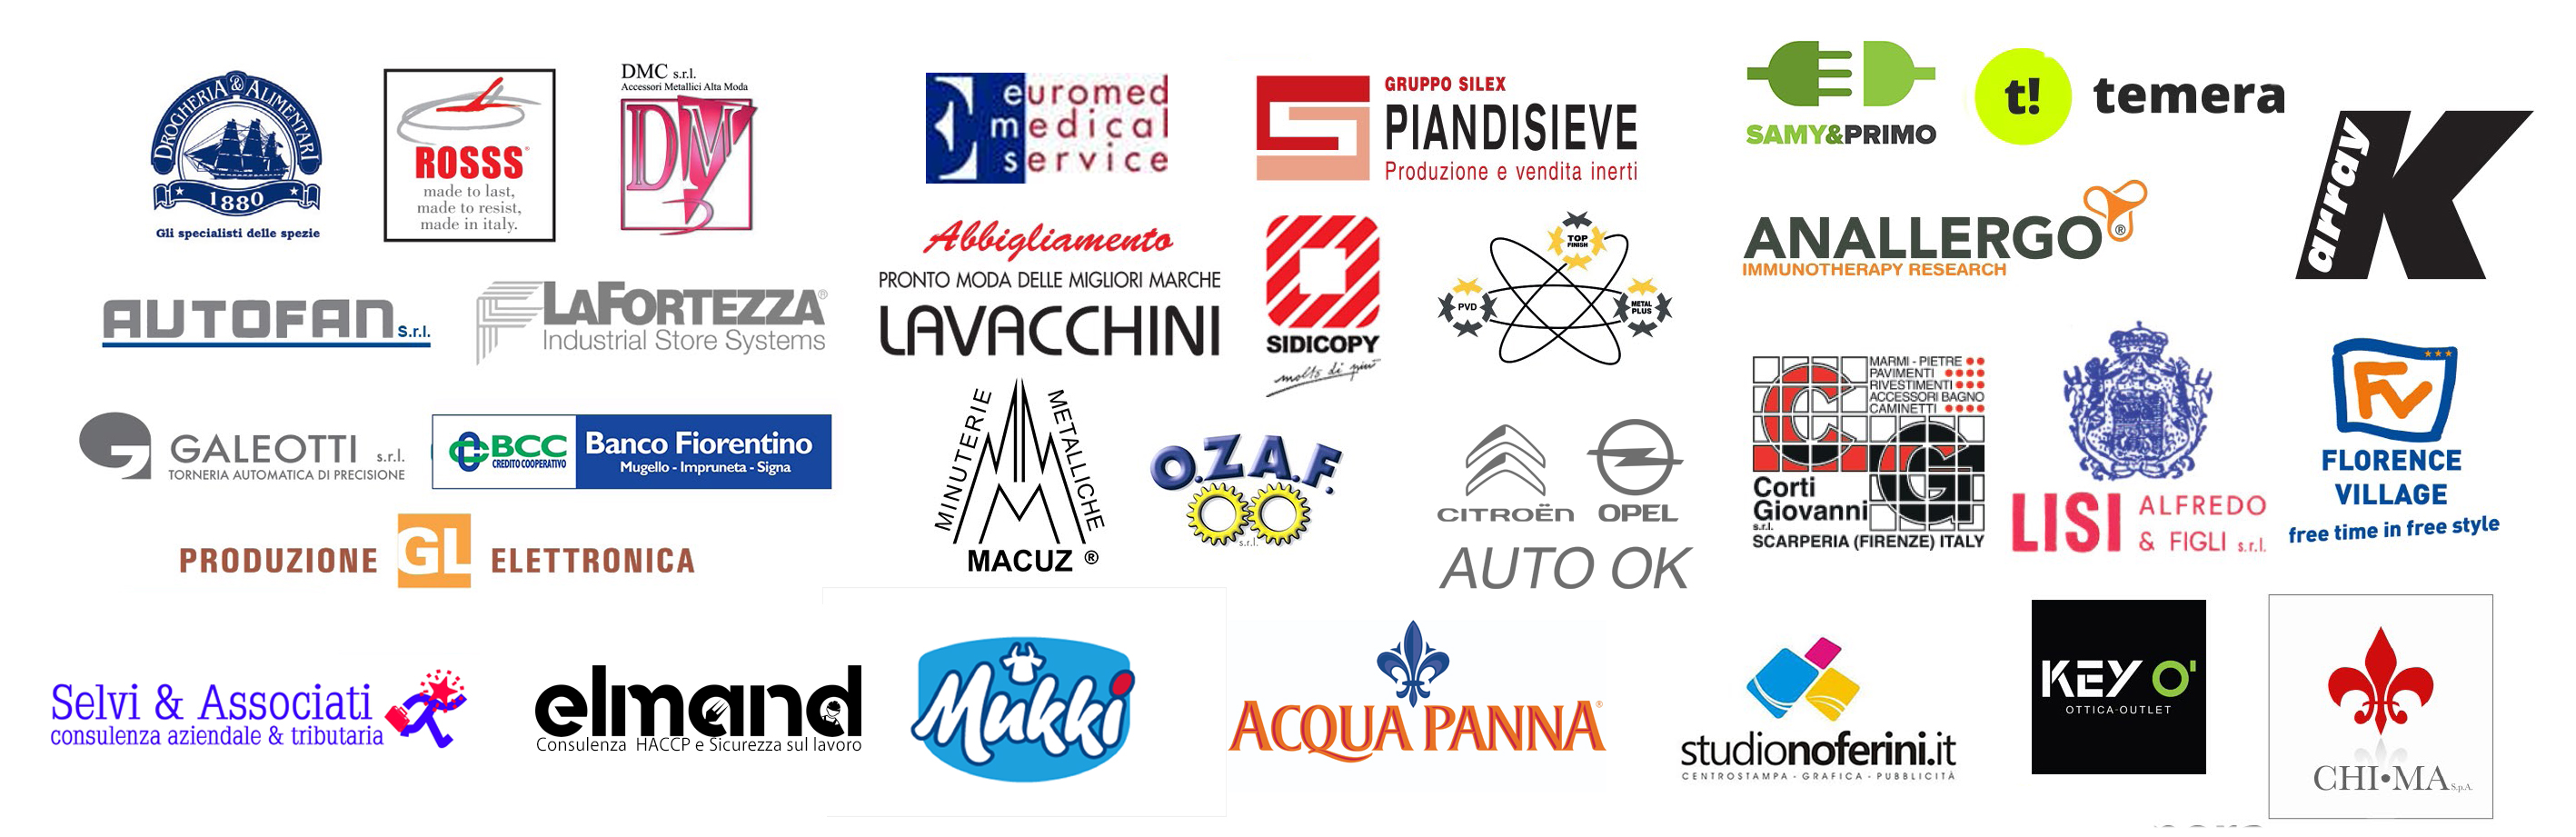 DROGHERIA & ALIMENTARI
1880
Gli specialisti delle spezie
ROSSS®
made to last,
made to resist,
made in italy.
DMC s.r.l.
Accessori Metallici Alta Moda
DM
euromed
medical
service
GRUPPO SILEX
PIANDISIEVE
Produzione e vendita inerti
SAMY&PRIMO
t! temera
array
K
AUTOFAN s.r.l.
LAFORTEZZA®
Industrial Store Systems
Abbigliamento
PRONTO MODA DELLE MIGLIORI MARCHE
LAVACCHINI
SIDICOPY
molto di più
TOP
FINISH
PVD
METAL
PLUS
ANALLERGO®
IMMUNOTHERAPY RESEARCH
GALEOTTI s.r.l.
TORNERIA AUTOMATICA DI PRECISIONE
BCC
CREDITO COOPERATIVO
Banco Fiorentino
Mugello - Impruneta - Signa
MINUTERIE
METALLICHE
MACUZ ®
O.Z.A.F.
s.r.l.
CITROËN
OPEL
AUTO OK
MARMI - PIETRE
PAVIMENTI
RIVESTIMENTI
ACCESSORI BAGNO
CAMINETTI
C
G
Corti
Giovanni
s.r.l.
SCARPERIA (FIRENZE) ITALY
LISI ALFREDO
& FIGLI s.r.l.
FV
FLORENCE
VILLAGE
free time in free style
PRODUZIONE GL ELETTRONICA
Selvi & Associati
consulenza aziendale & tributaria
elmand
Consulenza HACCP e Sicurezza sul lavoro
Mukki
ACQUA PANNA®
studionoferini.it
CENTROSTAMPA - GRAFICA - PUBBLICITÀ
KEY O'
OTTICA-OUTLET
CHI•MA S.p.A.